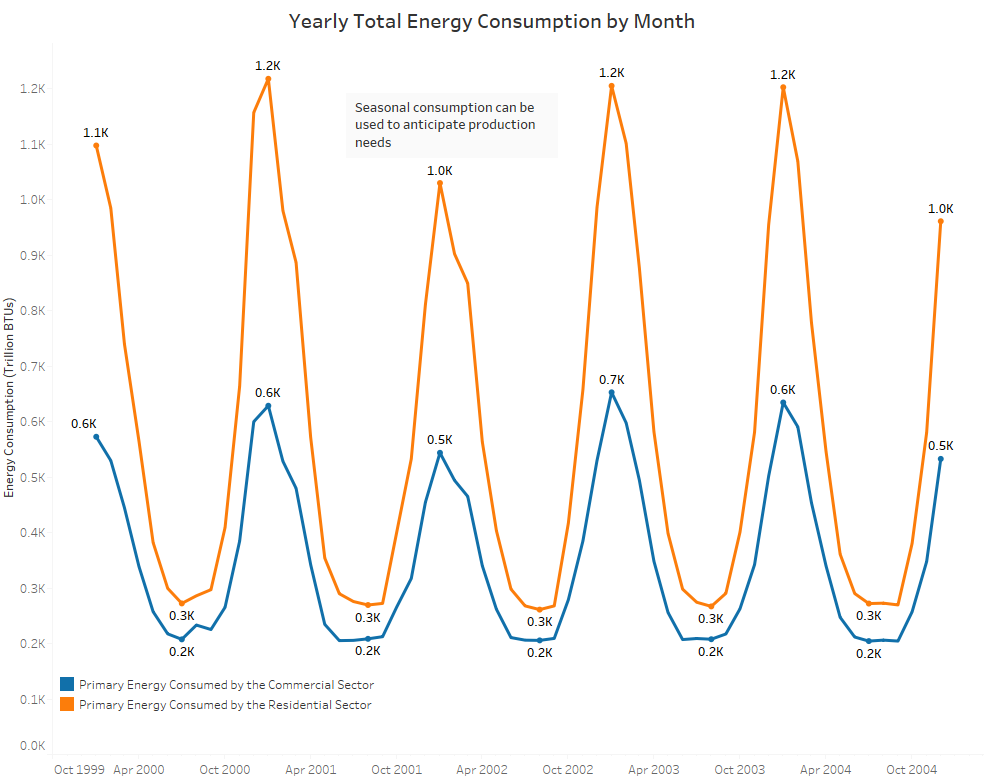 Yearly Total Energy Consumption by Month
Energy Consumption (Trillion BTUs)
1.2K
1.1K
1.0K
0.9K
0.8K
0.7K
0.6K
0.5K
0.4K
0.3K
0.2K
0.1K
0.0K
Seasonal consumption can be
used to anticipate production
needs
1.1K
1.2K
1.0K
1.2K
1.2K
1.0K
0.6K
0.6K
0.5K
0.7K
0.6K
0.5K
0.3K
0.3K
0.3K
0.3K
0.3K
0.2K
0.2K
0.2K
0.2K
0.2K
Primary Energy Consumed by the Commercial Sector
Primary Energy Consumed by the Residential Sector
Oct 1999 Apr 2000 Oct 2000 Apr 2001 Oct 2001 Apr 2002 Oct 2002 Apr 2003 Oct 2003 Apr 2004 Oct 2004